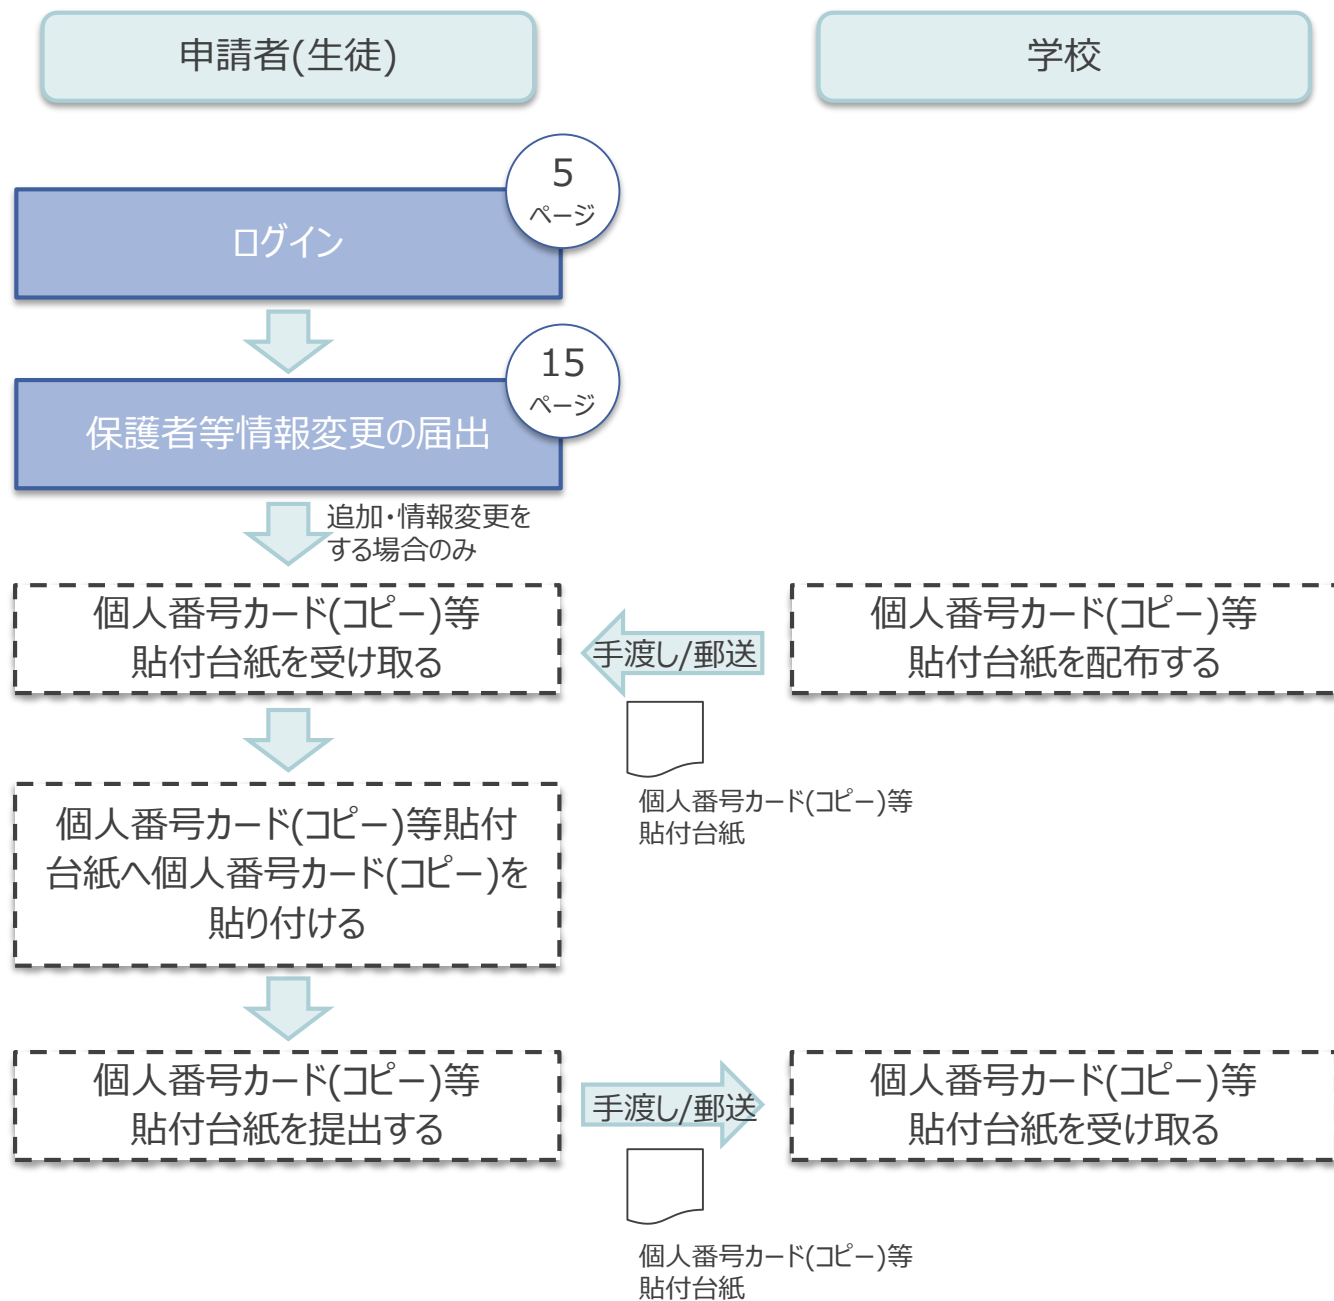 申請者(生徒)
学校
5
ページ
ログイン
15
ページ
保護者等情報変更の届出
追加・情報変更を
する場合のみ
個人番号カード(コピー)等
貼付台紙を受け取る
手渡し/郵送
個人番号カード(コピー)等
貼付台紙を配布する
個人番号カード(コピー)等
貼付台紙
個人番号カード(コピー)等貼付
台紙へ個人番号カード(コピー)を
貼り付ける
個人番号カード(コピー)等
貼付台紙を提出する
手渡し/郵送
個人番号カード(コピー)等
貼付台紙を受け取る
個人番号カード(コピー)等
貼付台紙